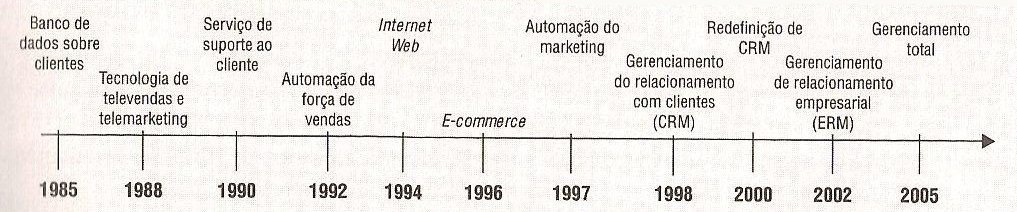 Banco de
dados sobre
clientes
Tecnologia de
televendas e
telemarketing
Serviço de
suporte ao
cliente
Automação da
força de
vendas
Internet
Web
E-commerce
Automação do
marketing
Gerenciamento
do relacionamento
com clientes
(CRM)
Redefinição de
CRM
Gerenciamento
de relacionamento
empresarial
(ERM)
Gerenciamento
total
1985 1988 1990 1992 1994 1996 1997 1998 2000 2002 2005